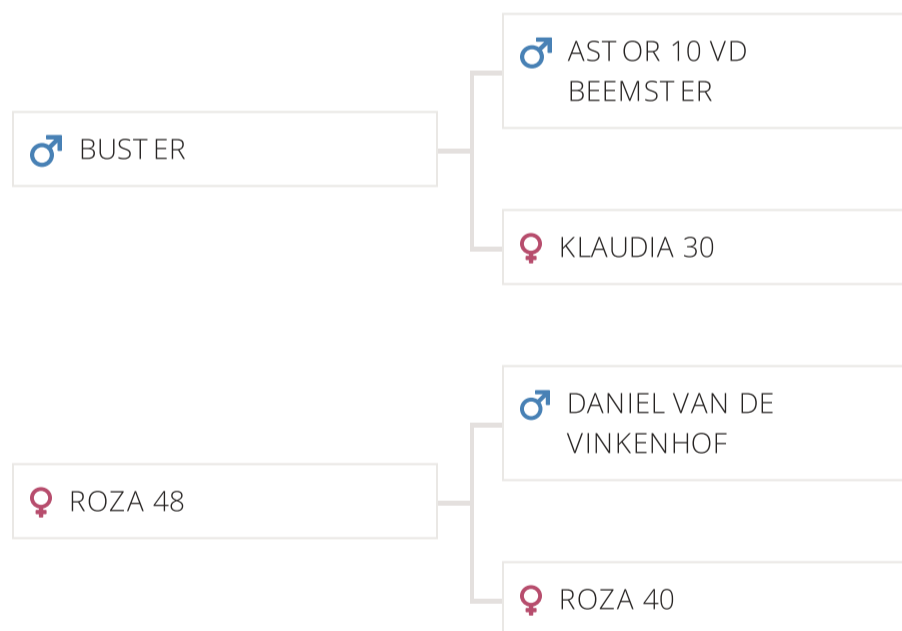 ASTOR 10 VD
BEEMSTER
BUSTER
KLAUDIA 30
DANIEL VAN DE
VINKENHOF
ROZA 48
ROZA 40